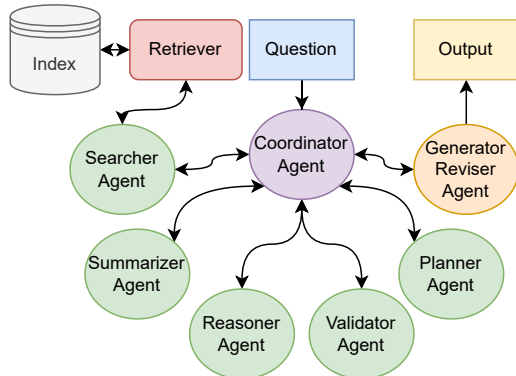 Index
Retriever
Question
Output
Searcher
Agent
Coordinator
Agent
Generator
Reviser
Agent
Summarizer
Agent
Planner
Agent
Reasoner
Agent
Validator
Agent